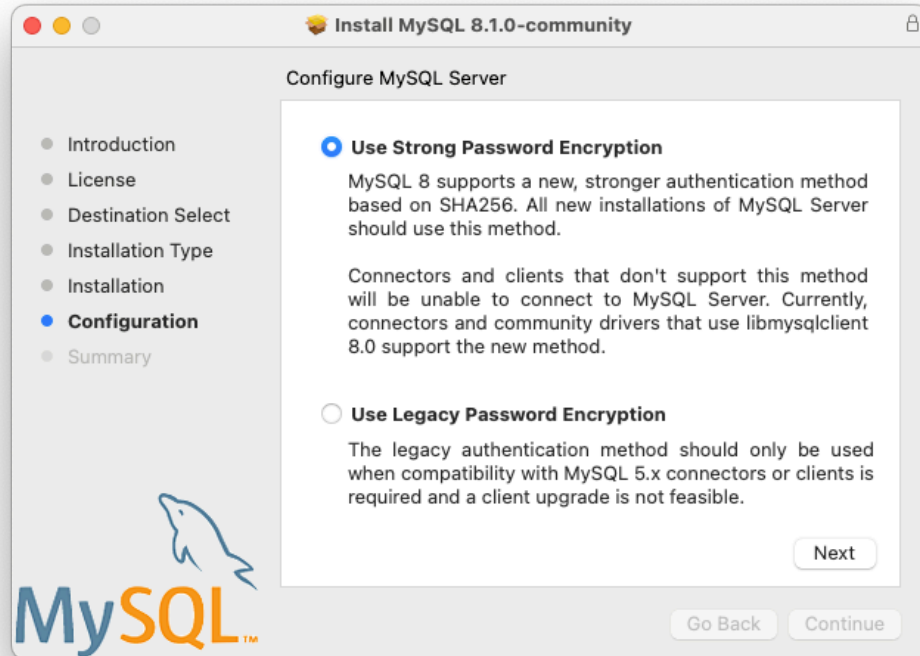 Install MySQL 8.1.0-community
Configure MySQL Server
Introduction
License
Destination Select
Installation Type
Installation
Configuration
Summary
Use Strong Password Encryption
MySQL 8 supports a new, stronger authentication method
based on SHA256. All new installations of MySQL Server
should use this method.
Connectors and clients that don't support this method
will be unable to connect to MySQL Server. Currently,
connectors and community drivers that use libmysqlclient
8.0 support the new method.
Use Legacy Password Encryption
The legacy authentication method should only be used
when compatibility with MySQL 5.x connectors or clients is
required and a client upgrade is not feasible.
Next
MySQL™
Go Back
Continue